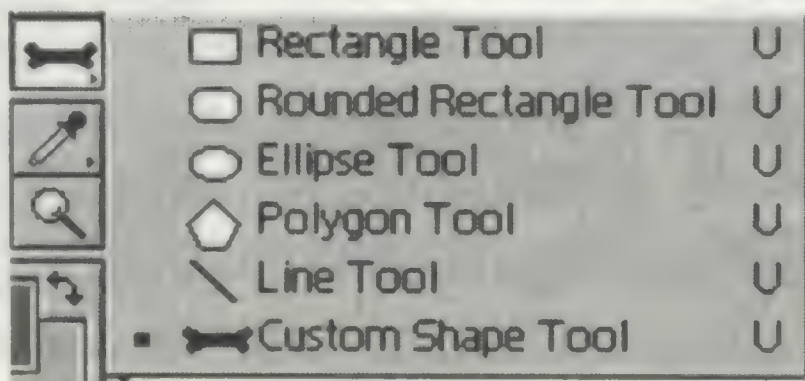 Rectangle Tool U
Rounded Rectangle Tool U
Ellipse Tool U
Polygon Tool U
Line Tool U
Custom Shape Tool U